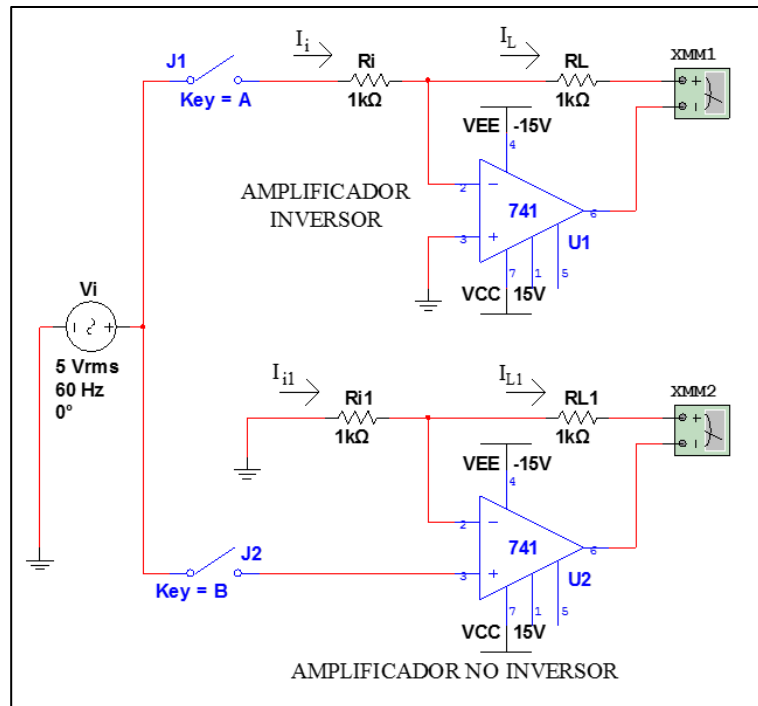 J1
Key = A
Ii
Ri
1kΩ
IL
RL
1kΩ
XMM1
+
-
VEE -15V
4
AMPLIFICADOR
INVERSOR
2
−
741
6
3
+
U1
7
1
5
VCC 15V
Vi
5 Vrms
60 Hz
0°
Ii1
Ri1
1kΩ
IL1
RL1
1kΩ
XMM2
+
-
VEE -15V
4
2
−
741
6
3
+
U2
7
1
5
J2
Key = B
VCC 15V
AMPLIFICADOR NO INVERSOR